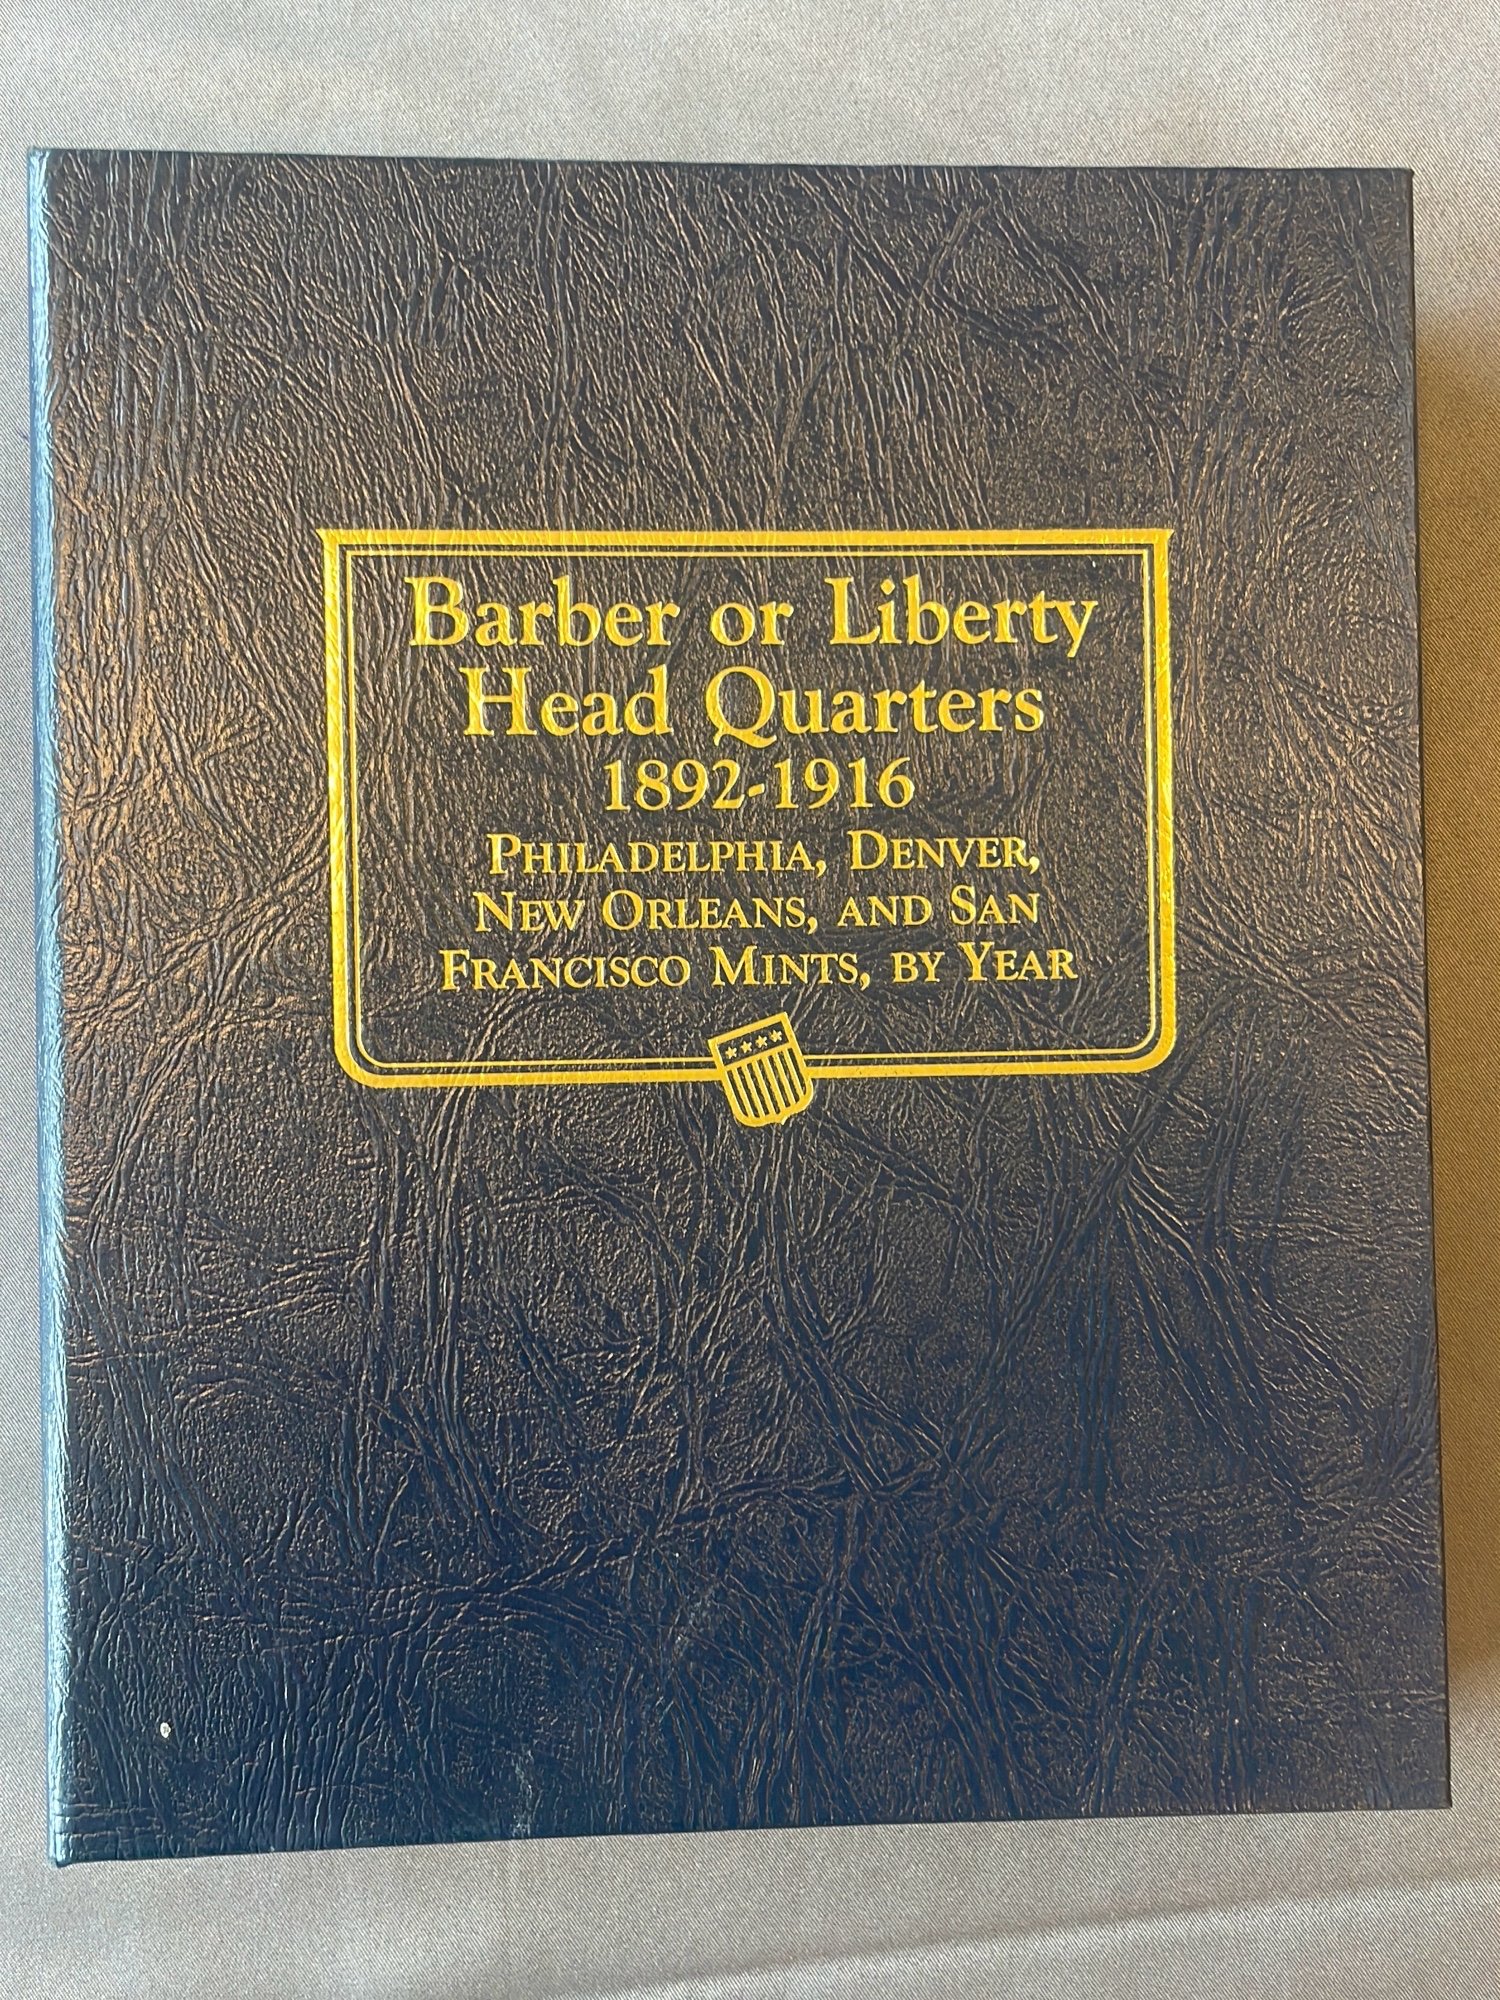 Barber or Liberty
Head Quarters
1892-1916
PHILADELPHIA, DENVER,
NEW ORLEANS, AND SAN
FRANCISCO MINTS, BY YEAR